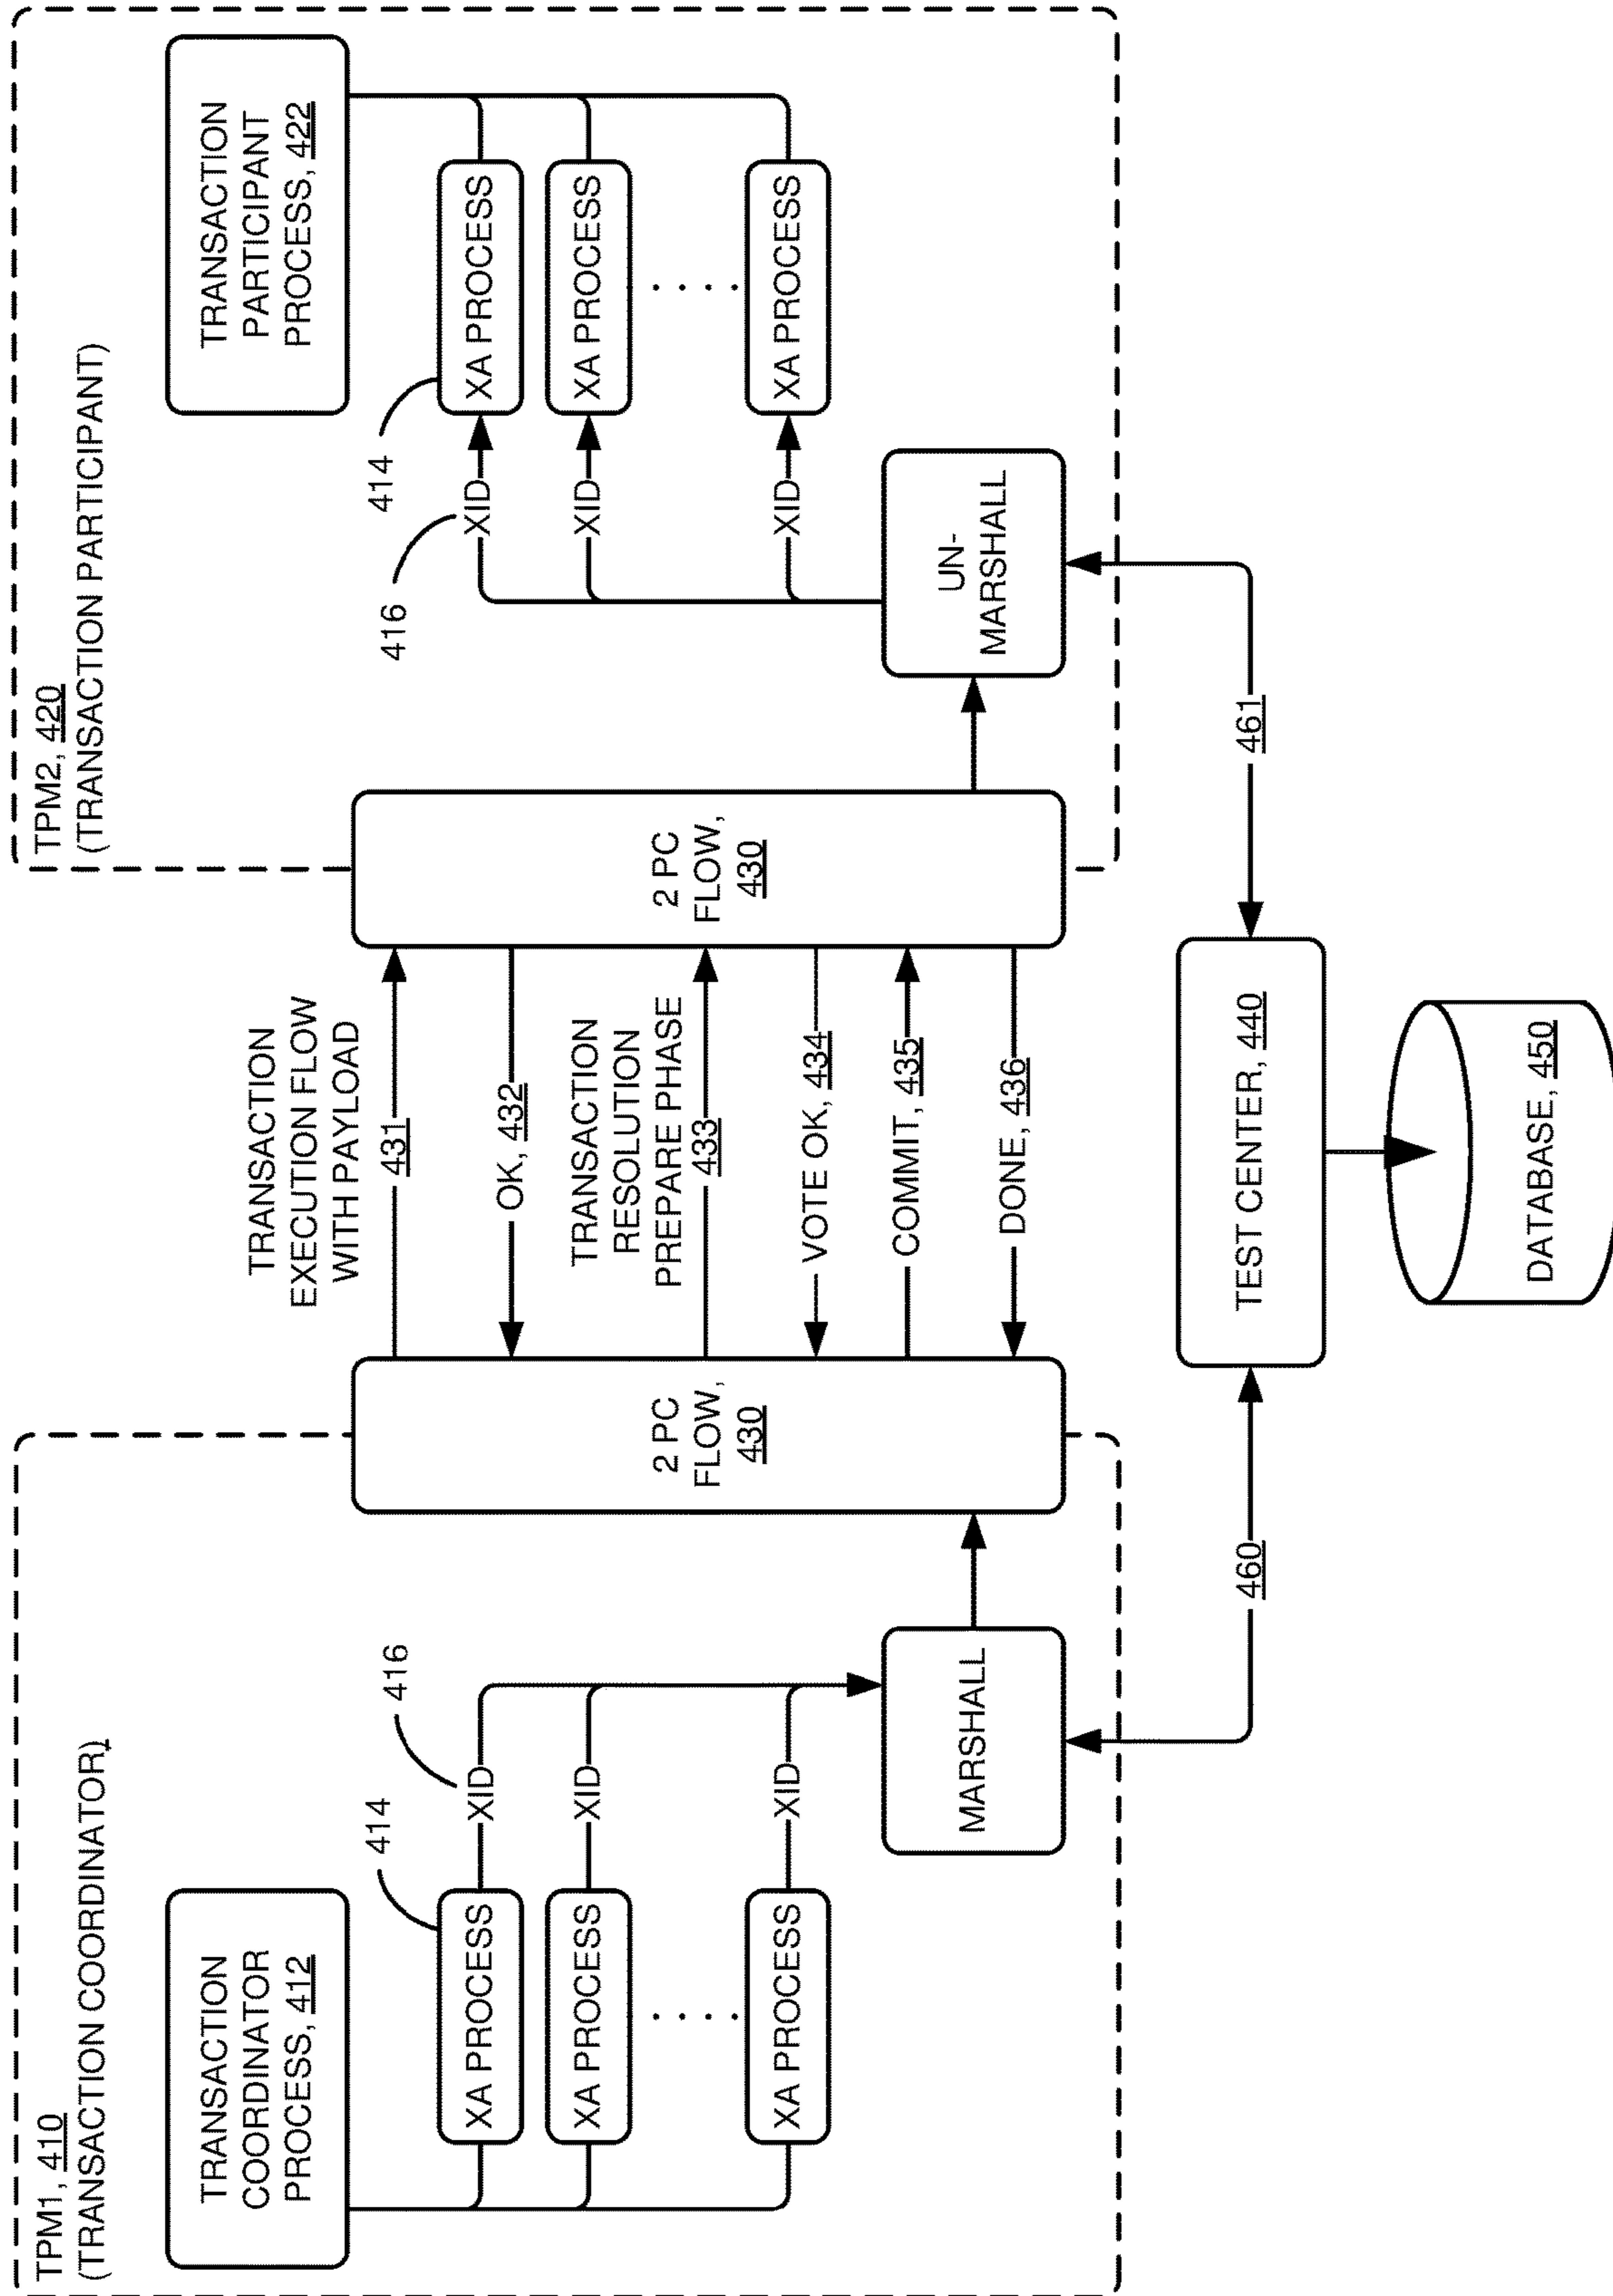 TPM1, 410
(TRANSACTION COORDINATOR)
TRANSACTION
COORDINATOR
PROCESS, 412
414
416
XA PROCESS
XID
XA PROCESS
XID
. . . .
XA PROCESS
XID
MARSHALL
2 PC
FLOW,
430
TRANSACTION
EXECUTION FLOW
WITH PAYLOAD
431
OK, 432
TRANSACTION
RESOLUTION
PREPARE PHASE
433
VOTE OK, 434
COMMIT, 435
DONE, 436
2 PC
FLOW,
430
TPM2, 420
(TRANSACTION PARTICIPANT)
TRANSACTION
PARTICIPANT
PROCESS, 422
416
414
XID
XA PROCESS
XID
XA PROCESS
. . . .
XID
XA PROCESS
UN-
MARSHALL
460
TEST CENTER, 440
461
DATABASE, 450